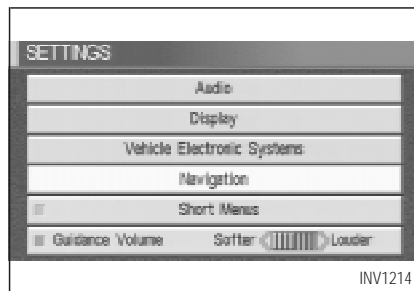 SETTINGS
Audio
Display
Vehicle Electronic Systems
Navigation
Short Menus
Guidance Volume Softer Louder
INV1214